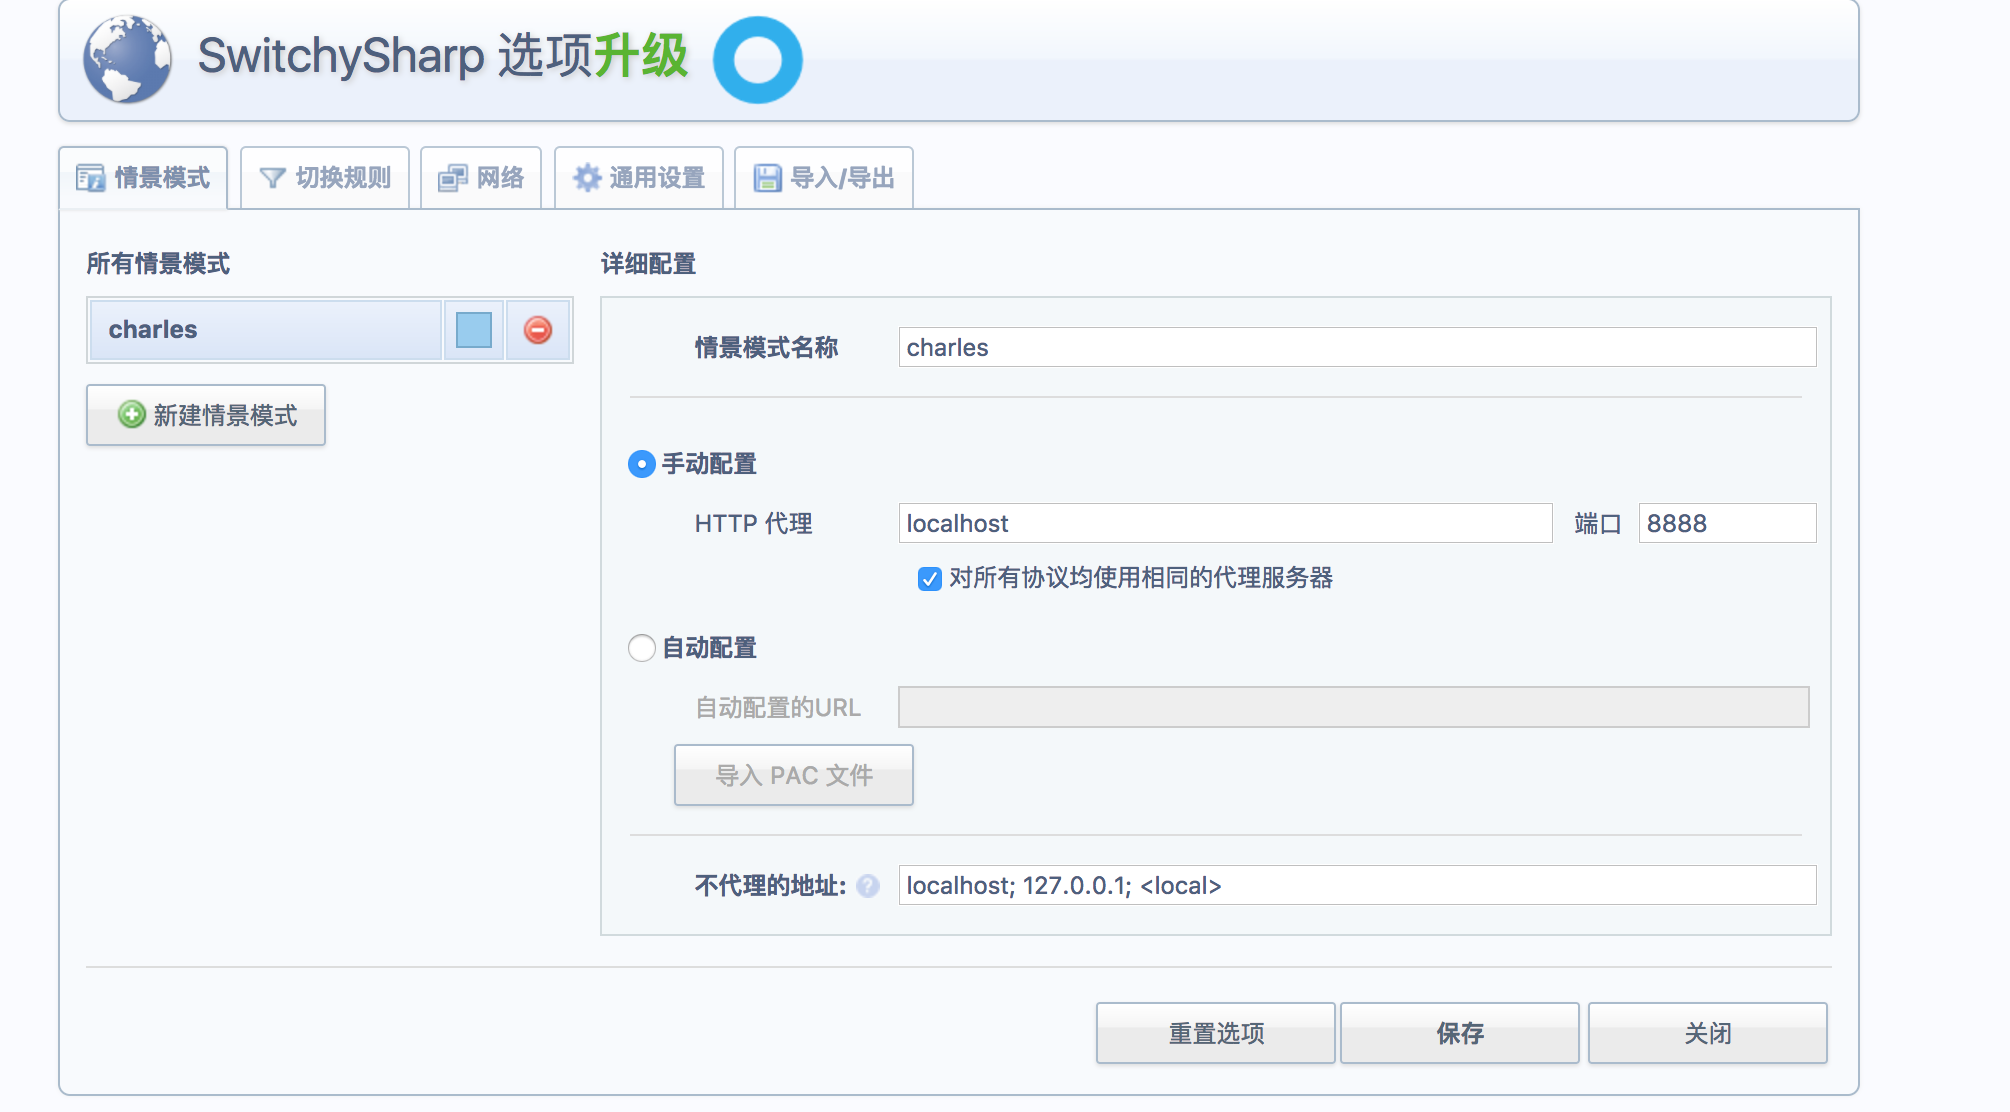 SwitchySharp 选项升级
情景模式 切换规则 网络 通用设置 导入/导出
所有情景模式
charles
新建情景模式
详细配置
情景模式名称 charles
手动配置
HTTP 代理 localhost 端口 8888
对所有协议均使用相同的代理服务器
自动配置
自动配置的URL
导入 PAC 文件
不代理的地址: ? localhost; 127.0.0.1; <local>
重置选项 保存 关闭